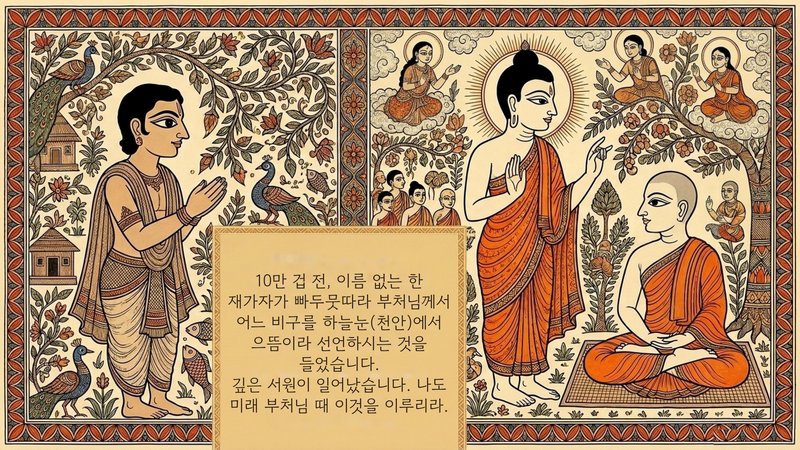 10만 겁 전, 이름 없는 한
재가자가 빠두뭇따라 부처님께서
어느 비구를 하늘눈(천안)에서
으뜸이라 선언하시는 것을
들었습니다.
깊은 서원이 일어났습니다. 나도
미래 부처님 때 이것을 이루리라.